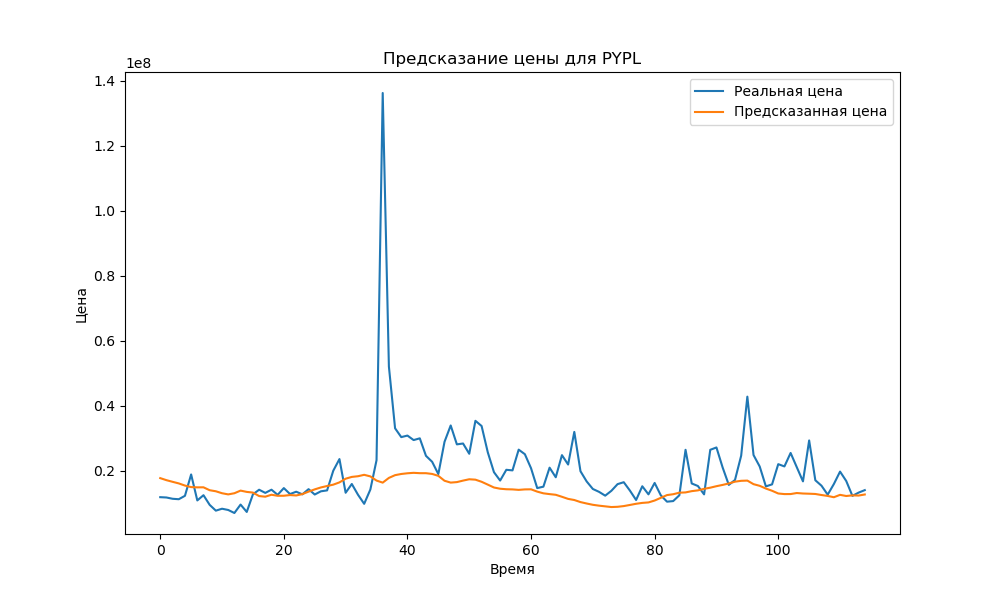 Предсказание цены для PYPL
1e8
Реальная цена
Предсказанная цена
1.4
1.2
1.0
0.8
0.6
0.4
0.2
Цена
0 20 40 60 80 100
Время